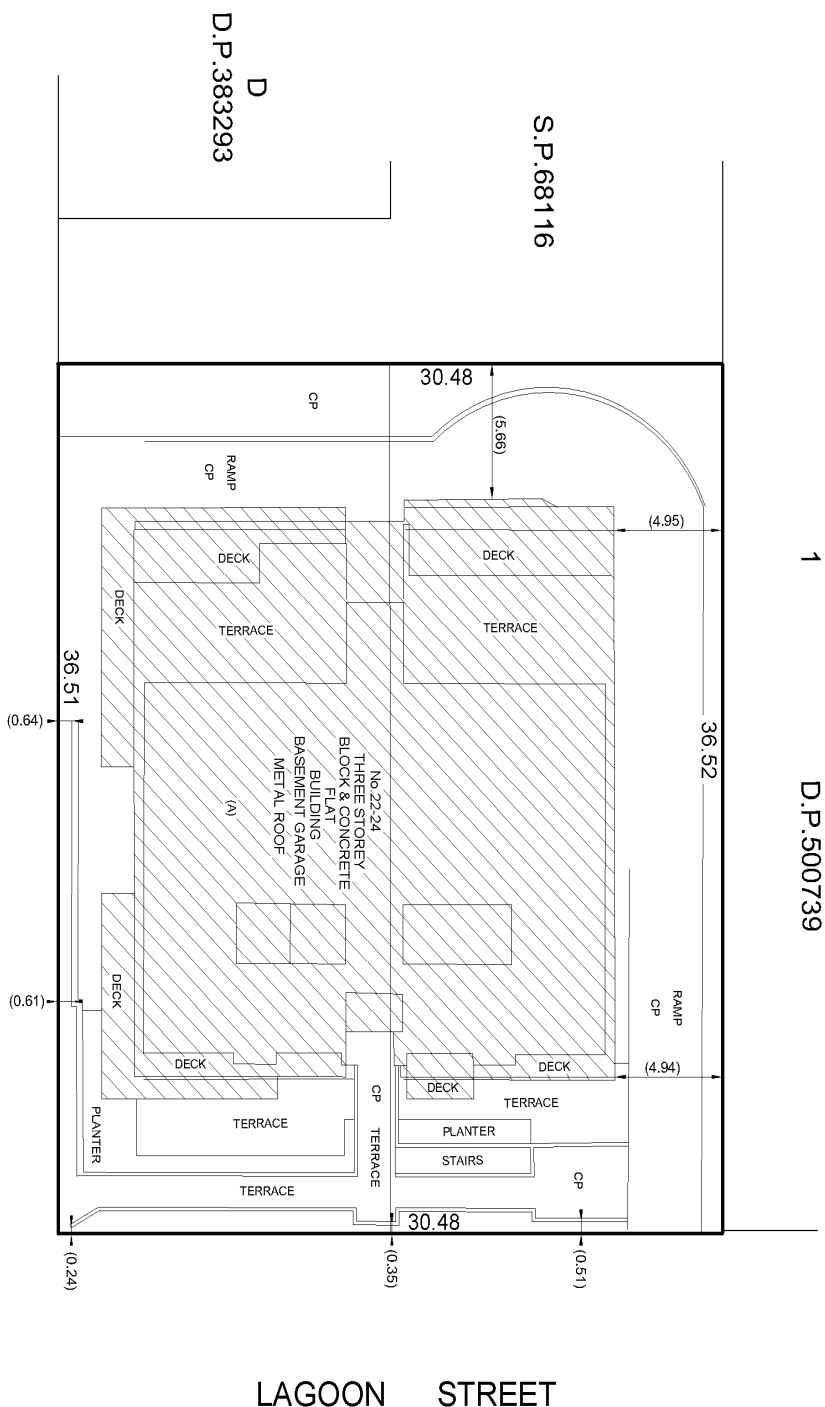 D
D.P.383293
S.P.68116
1
D.P.500739
30.48
CP
(5.66)
RAMP
CP
(4.95)
DECK
DECK
DECK
TERRACE
TERRACE
36.51
(0.64)
36.52
No.22-24
THREE STOREY
BLOCK & CONCRETE
FLAT
BUILDING
BASEMENT GARAGE
METAL ROOF
(A)
DECK
(0.61)
RAMP
CP
DECK
DECK
DECK
(4.94)
CP
TERRACE
PLANTER
TERRACE
TERRACE
PLANTER
STAIRS
TERRACE
CP
30.48
(0.24)
(0.35)
(0.51)
LAGOON STREET